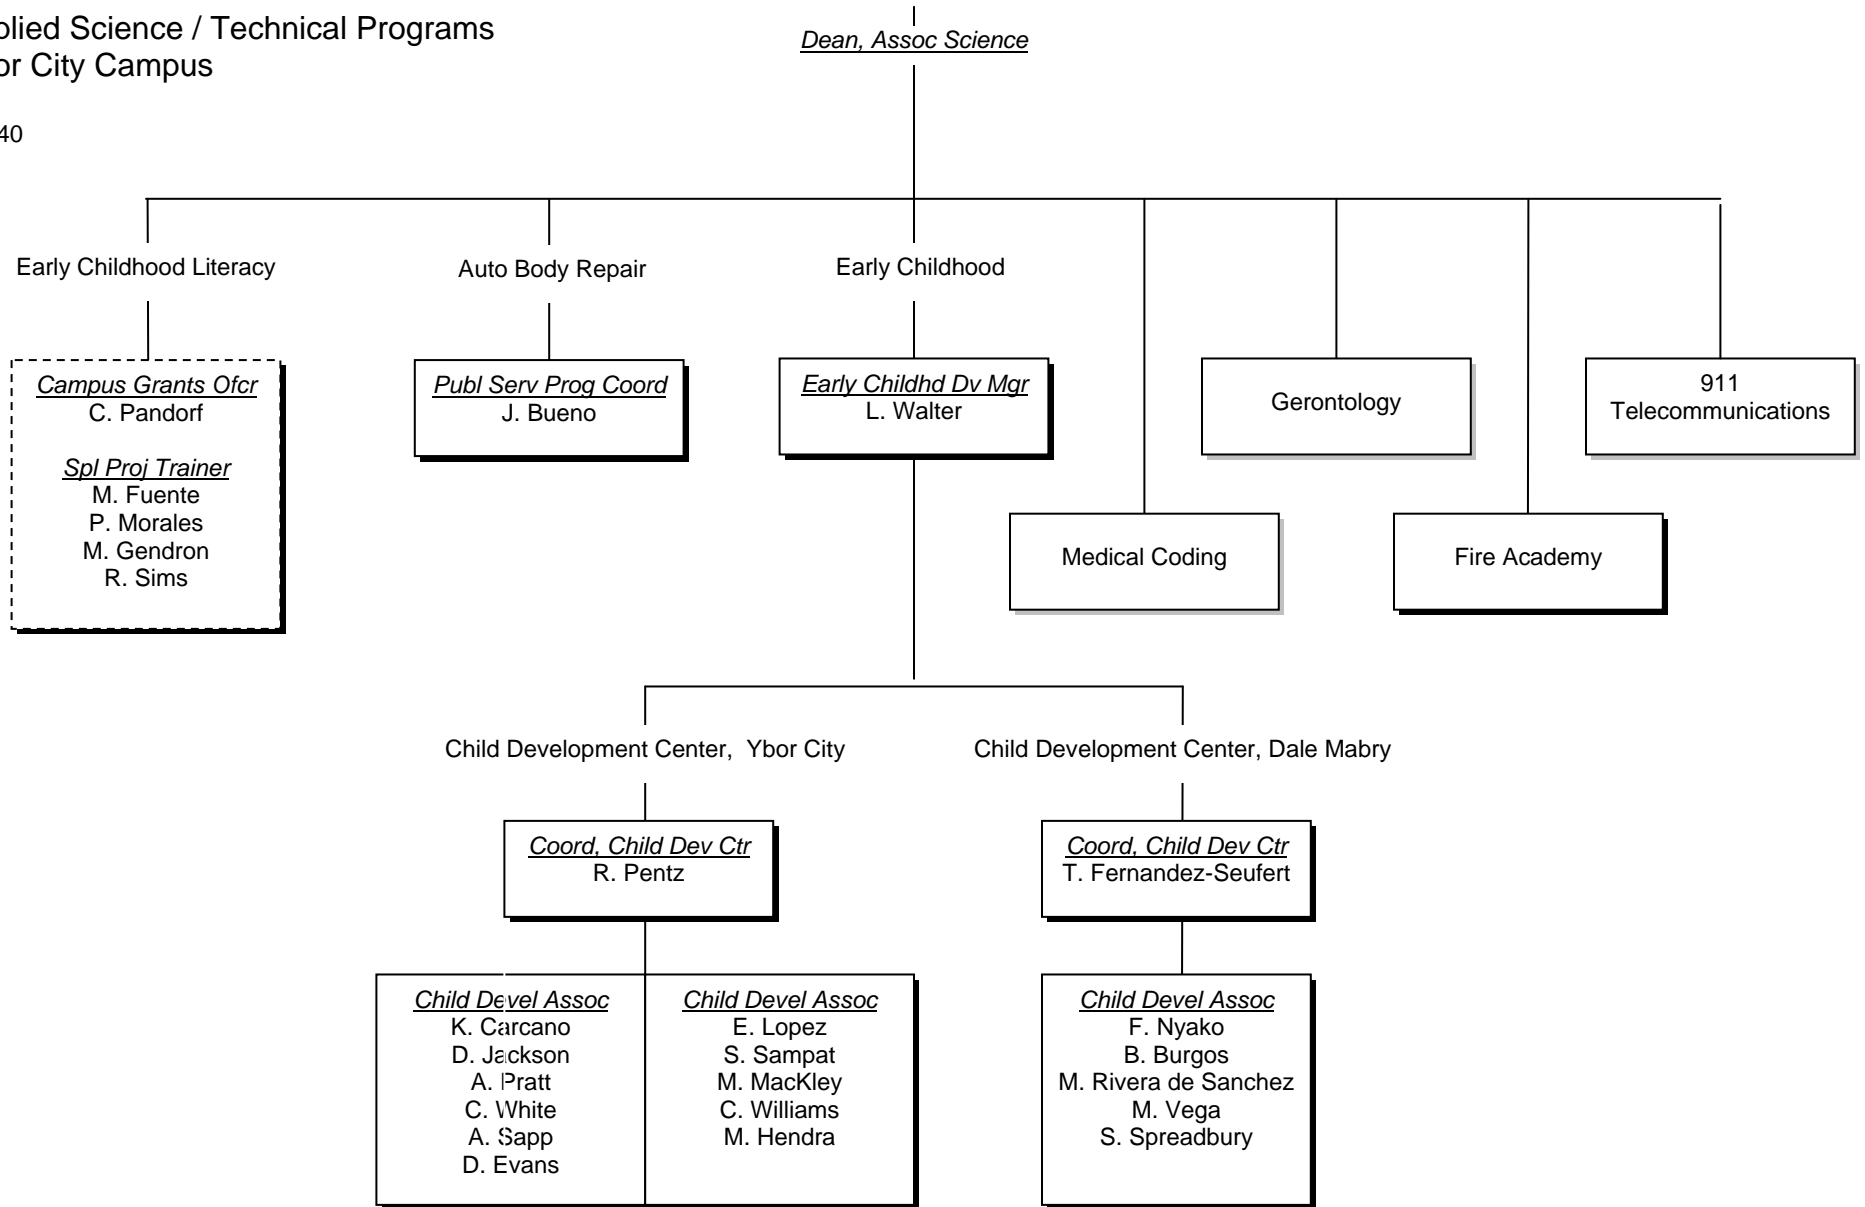 plied Science / Technical Programs
or City Campus
40
Dean, Assoc Science
Early Childhood Literacy
Auto Body Repair
Early Childhood
Campus Grants Ofcr
C. Pandorf
Spl Proj Trainer
M. Fuente
P. Morales
M. Gendron
R. Sims
Publ Serv Prog Coord
J. Bueno
Early Childhd Dv Mgr
L. Walter
Gerontology
911
Telecommunications
Medical Coding
Fire Academy
Child Development Center,  Ybor City
Child Development Center, Dale Mabry
Coord, Child Dev Ctr
R. Pentz
Coord, Child Dev Ctr
T. Fernandez-Seufert
Child Devel Assoc
K. Carcano
D. Jackson
A. Pratt
C. White
A. Sapp
D. Evans
Child Devel Assoc
E. Lopez
S. Sampat
M. MacKley
C. Williams
M. Hendra
Child Devel Assoc
F. Nyako
B. Burgos
M. Rivera de Sanchez
M. Vega
S. Spreadbury